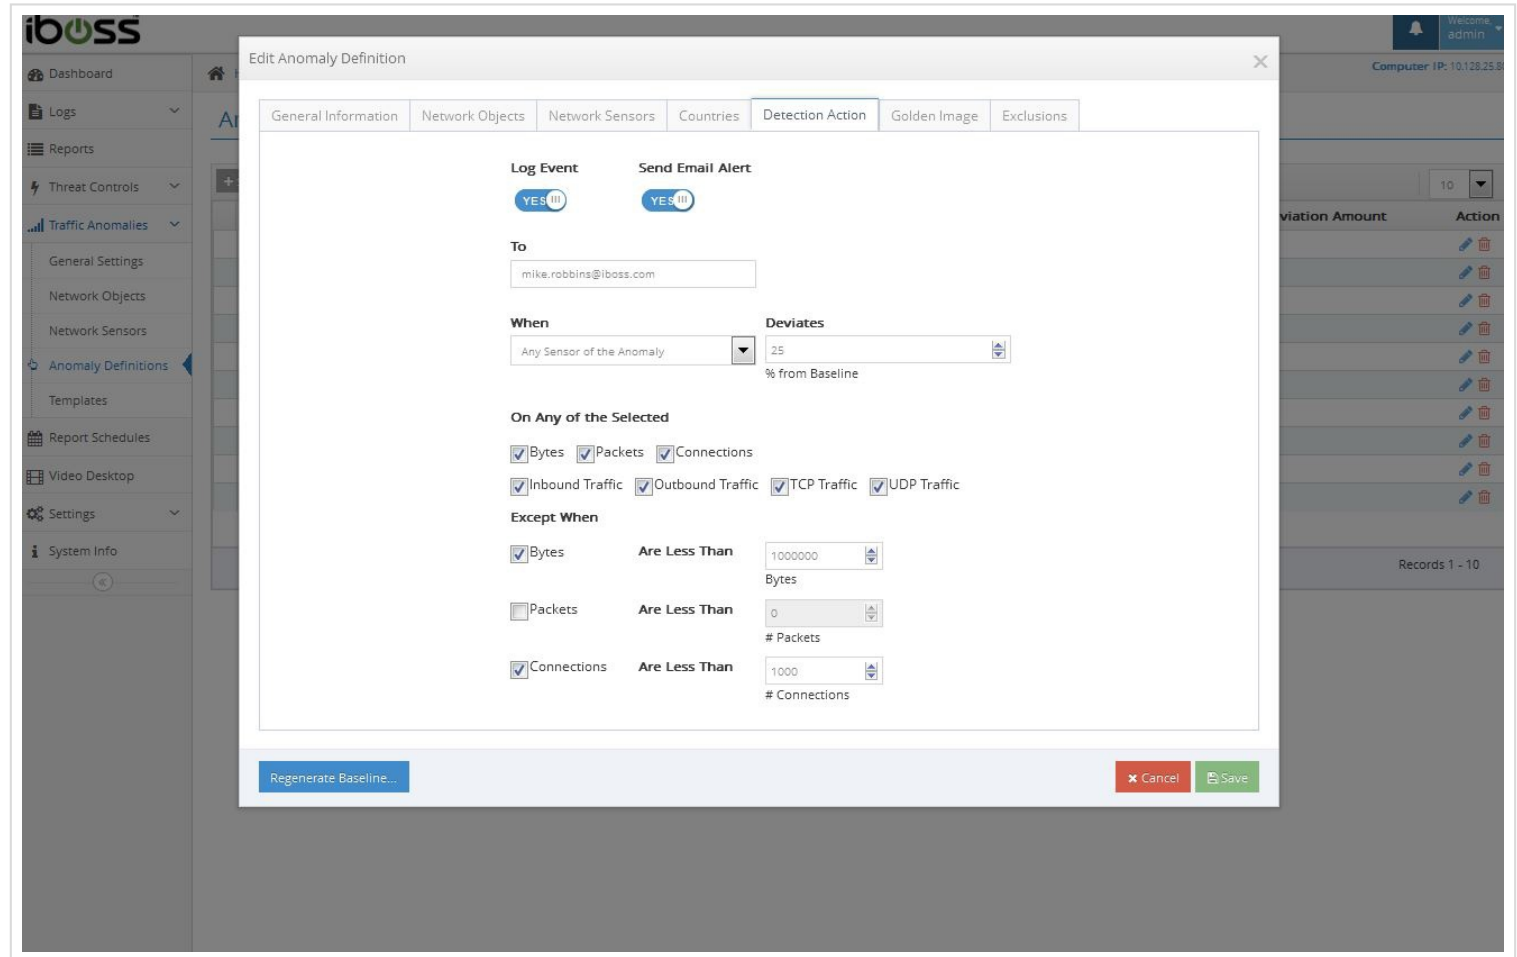 iboss
Welcome,
admin
Computer IP: 10.128.25.8
Dashboard
Logs
Reports
Threat Controls
Traffic Anomalies
General Settings
Network Objects
Network Sensors
Anomaly Definitions
Templates
Report Schedules
Video Desktop
Settings
System Info
Edit Anomaly Definition
General Information
Network Objects
Network Sensors
Countries
Detection Action
Golden Image
Exclusions
Log Event
Send Email Alert
YES
YES
To
mike.robbins@iboss.com
When
Deviates
Any Sensor of the Anomaly
25
% from Baseline
On Any of the Selected
Bytes
Packets
Connections
Inbound Traffic
Outbound Traffic
TCP Traffic
UDP Traffic
Except When
Bytes
Are Less Than
1000000
Bytes
Packets
Are Less Than
0
# Packets
Connections
Are Less Than
1000
# Connections
Regenerate Baseline...
Cancel
Save
10
viation Amount
Action
Records 1 - 10